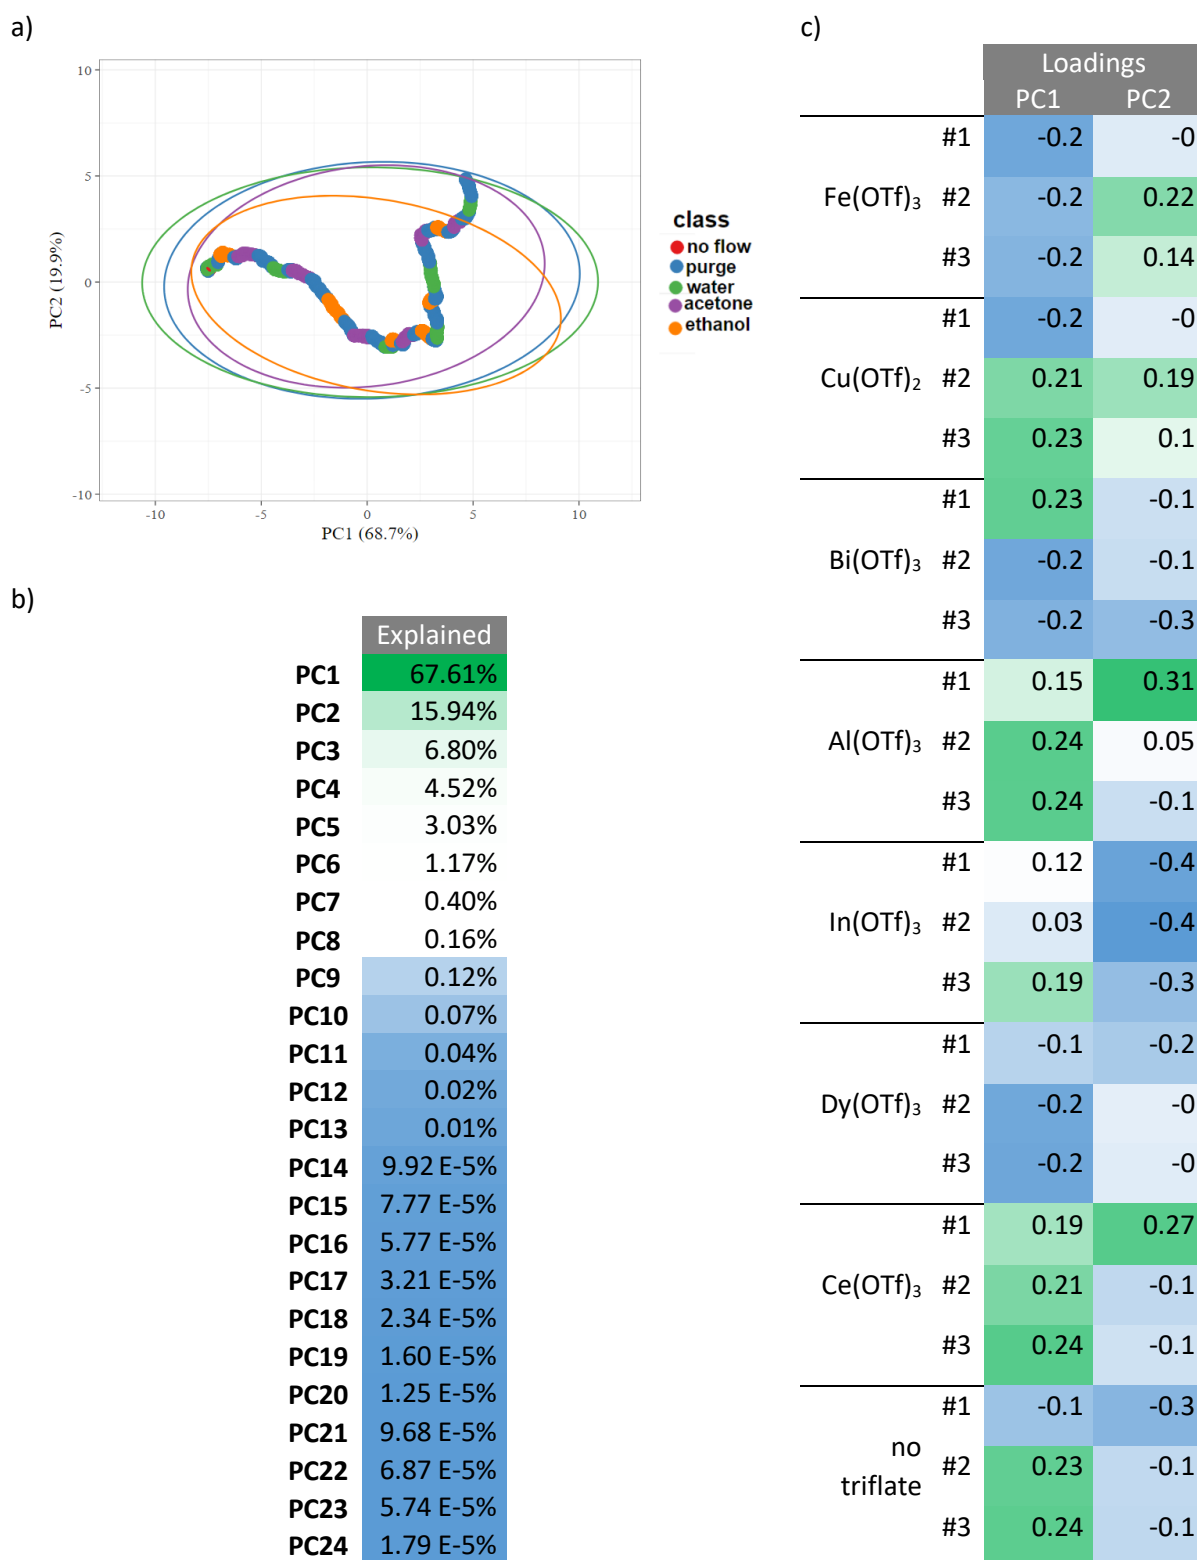 a)
10
5
0
-5
-10
PC2 (19.9%)
-10
-5
0
5
10
PC1 (68.7%)
class
no flow
purge
water
acetone
ethanol
b)
Explained
PC1 67.61%
PC2 15.94%
PC3 6.80%
PC4 4.52%
PC5 3.03%
PC6 1.17%
PC7 0.40%
PC8 0.16%
PC9 0.12%
PC10 0.07%
PC11 0.04%
PC12 0.02%
PC13 0.01%
PC14 9.92 E-5%
PC15 7.77 E-5%
PC16 5.77 E-5%
PC17 3.21 E-5%
PC18 2.34 E-5%
PC19 1.60 E-5%
PC20 1.25 E-5%
PC21 9.68 E-5%
PC22 6.87 E-5%
PC23 5.74 E-5%
PC24 1.79 E-5%
c)
Loadings
PC1 PC2
#1 -0.2 -0
Fe(OTf)₃ #2 -0.2 0.22
#3 -0.2 0.14
#1 -0.2 -0
Cu(OTf)₂ #2 0.21 0.19
#3 0.23 0.1
#1 0.23 -0.1
Bi(OTf)₃ #2 -0.2 -0.1
#3 -0.2 -0.3
#1 0.15 0.31
Al(OTf)₃ #2 0.24 0.05
#3 0.24 -0.1
#1 0.12 -0.4
In(OTf)₃ #2 0.03 -0.4
#3 0.19 -0.3
#1 -0.1 -0.2
Dy(OTf)₃ #2 -0.2 -0
#3 -0.2 -0
#1 0.19 0.27
Ce(OTf)₃ #2 0.21 -0.1
#3 0.24 -0.1
#1 -0.1 -0.3
no
triflate #2 0.23 -0.1
#3 0.24 -0.1